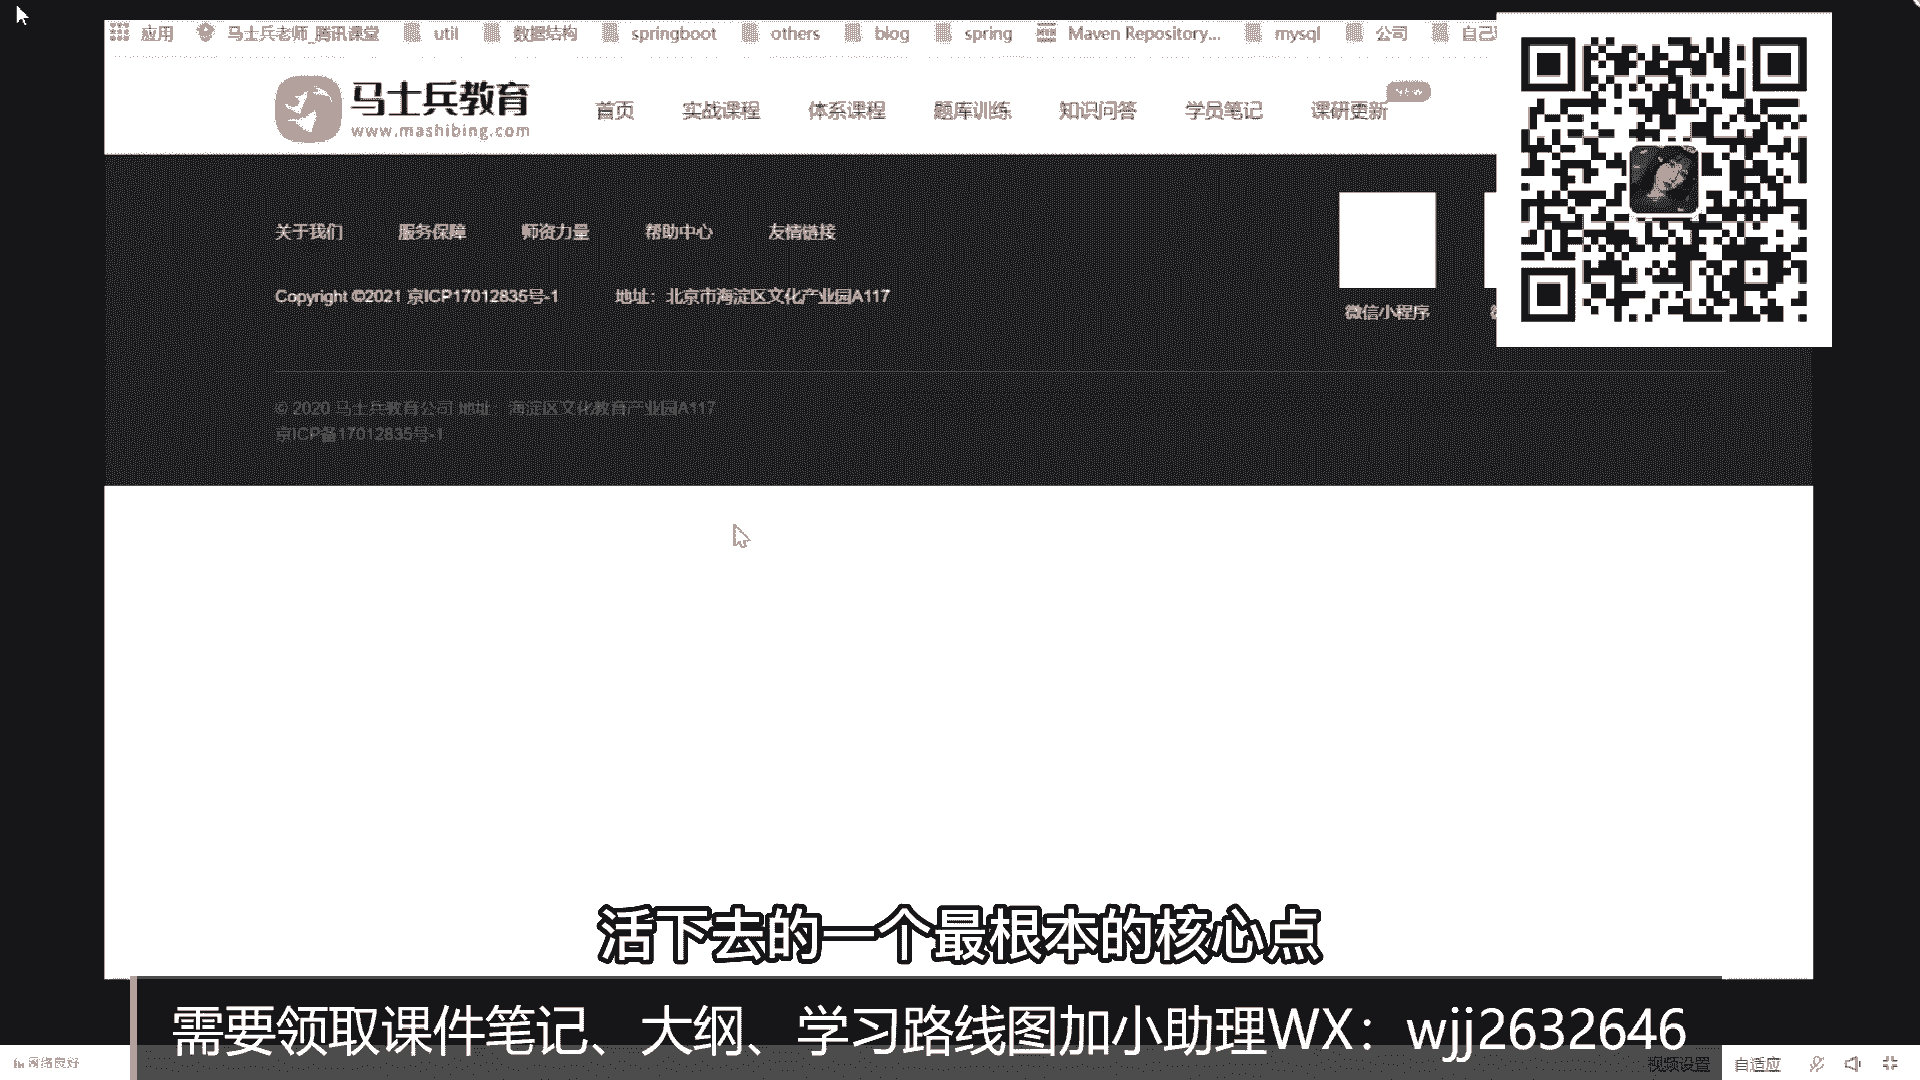 应用 马士兵老师_腾讯课堂 util 数据结构 springboot others blog spring Maven Repository... mysql 公司 自己
马士兵教育
www.mashibing.com
首页 实战课程 体系课程 题库训练 知识问答 学员笔记 课研更新 NEW
关于我们 服务保障 师资力量 帮助中心 友情链接
Copyright ©2021 京ICP17012835号-1 地址：北京市海淀区文化产业园A117
微信小程序
© 2020 马士兵教育公司 地址：海淀区文化教育产业园A117
京ICP备17012835号-1
活下去的一个最根本的核心点
需要领取课件笔记、大纲、学习路线图加小助理WX：wjj2632646
网络良好 视频设置 自适应